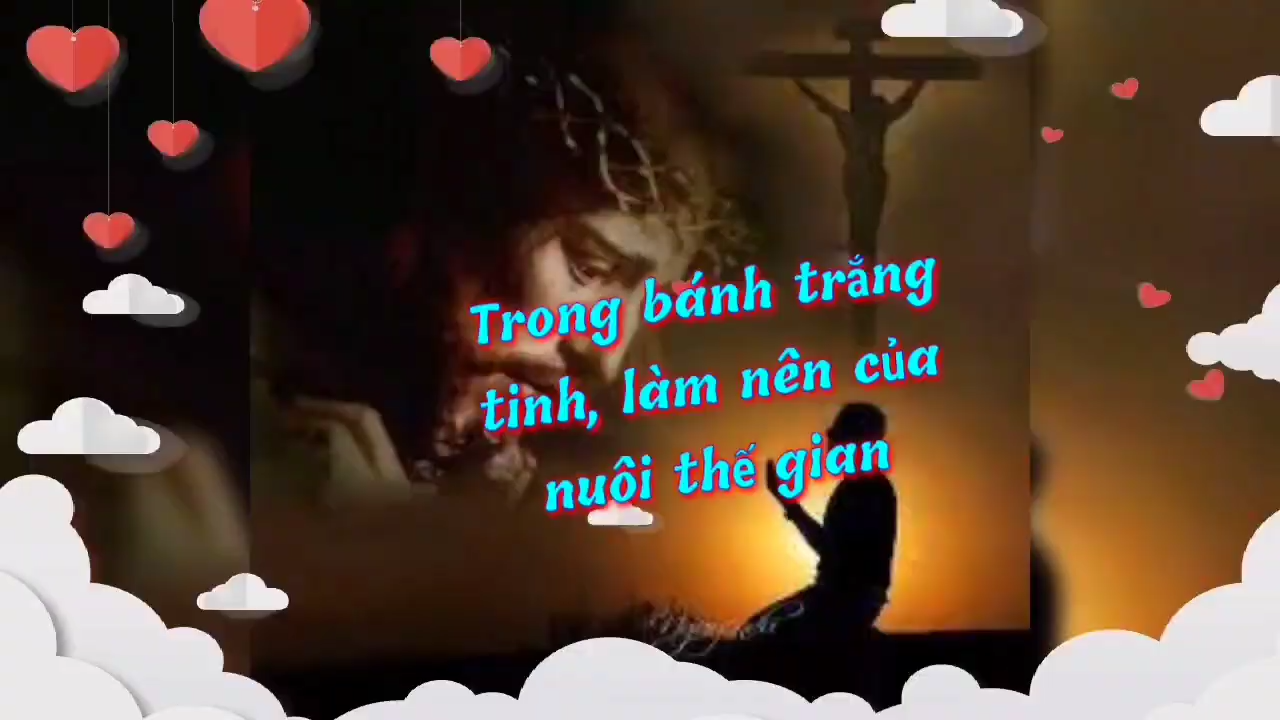 Trong bánh trắng
tinh, làm nên của
nuôi thế gian